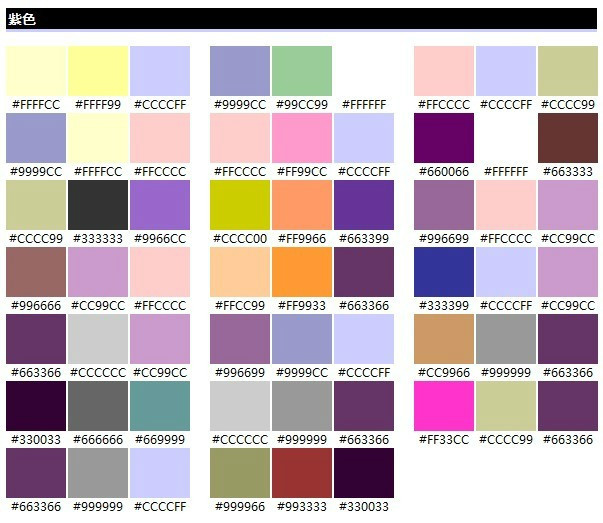 紫色
#FFFFCC #FFFF99 #CCCCFF #9999CC #99CC99 #FFFFFF #FFCCCC #CCCCFF #CCCC99
#9999CC #FFFFCC #FFCCCC #FFCCCC #FF99CC #CCCCFF #660066 #FFFFFF #663333
#CCCC99 #333333 #9966CC #CCCC00 #FF9966 #663399 #996699 #FFCCCC #CC99CC
#996666 #CC99CC #FFCCCC #FFCC99 #FF9933 #663366 #333399 #CCCCFF #CC99CC
#663366 #CCCCCC #CC99CC #996699 #9999CC #CCCCFF #CC9966 #999999 #663366
#330033 #666666 #669999 #CCCCCC #999999 #663366 #FF33CC #CCCC99 #663366
#663366 #999999 #CCCCFF #999966 #993333 #330033